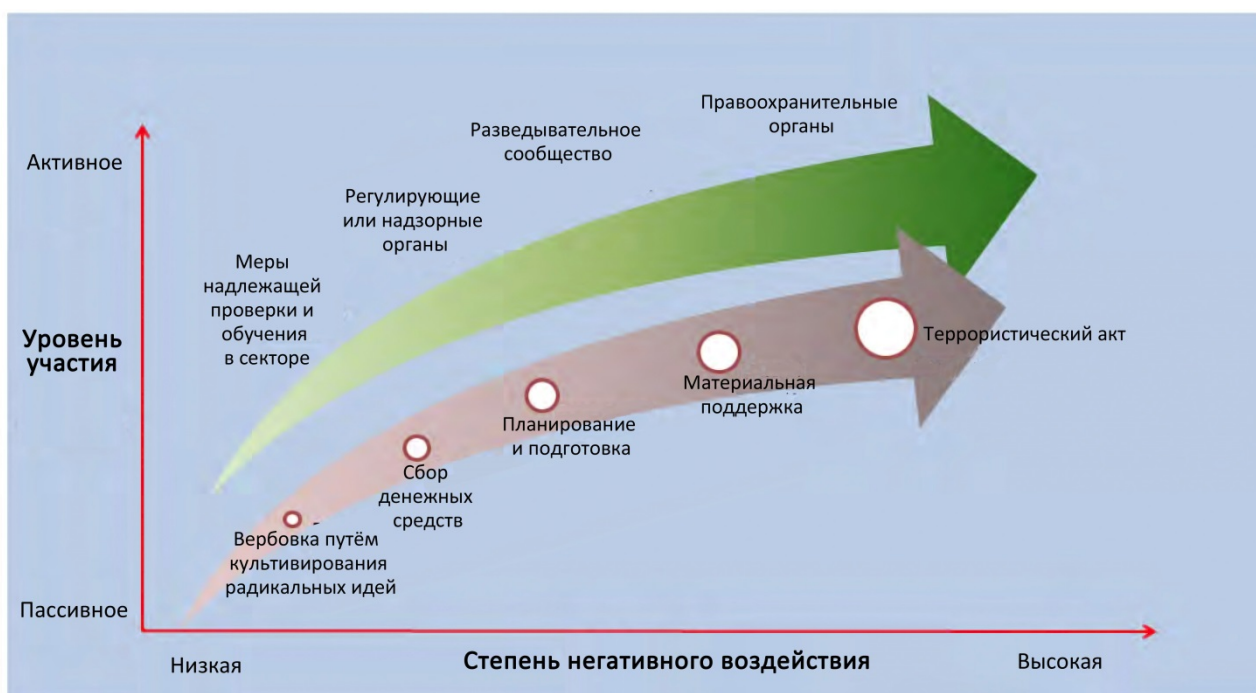 Правоохранительные
органы
Разведывательное
сообщество
Активное
Регулирующие
или надзорные
органы
Меры
надлежащей
проверки и
обучения
в секторе
Уровень
участия
Террористический акт
Материальная
поддержка
Планирование
и подготовка
Сбор
денежных
средств
Вербовка путём
культивирования
радикальных идей
Пассивное
Низкая
Степень негативного воздействия
Высокая